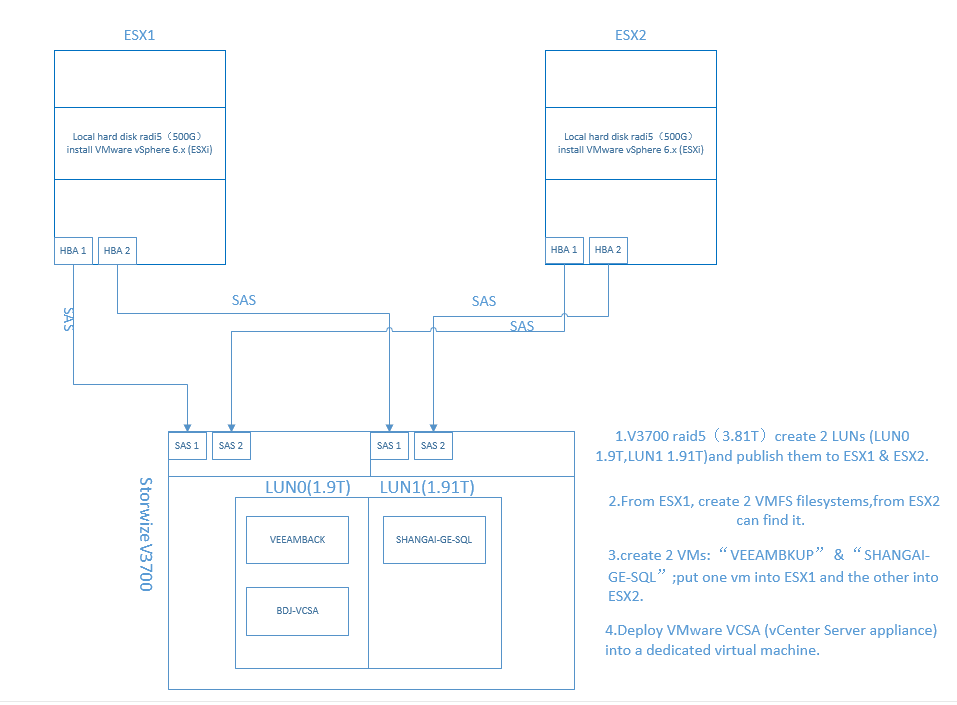 ESX1
ESX2
Local hard disk radi5（500G）
install VMware vSphere 6.x (ESXi)
Local hard disk radi5（500G）
install VMware vSphere 6.x (ESXi)
HBA 1
HBA 2
HBA 1
HBA 2
SAS
SAS
SAS
SAS
SAS 1
SAS 2
SAS 1
SAS 2
StorwizeV3700
LUN0(1.9T)
LUN1(1.91T)
VEEAMBACK
SHANGAI-GE-SQL
BDJ-VCSA
1.V3700 raid5（3.81T）create 2 LUNs (LUN0
1.9T,LUN1 1.91T)and publish them to ESX1 & ESX2.
2.From ESX1, create 2 VMFS filesystems,from ESX2
can find it.
3.create 2 VMs:“VEEAMBKUP” &“SHANGAI-
GE-SQL”;put one vm into ESX1 and the other into
ESX2.
4.Deploy VMware VCSA (vCenter Server appliance)
into a dedicated virtual machine.